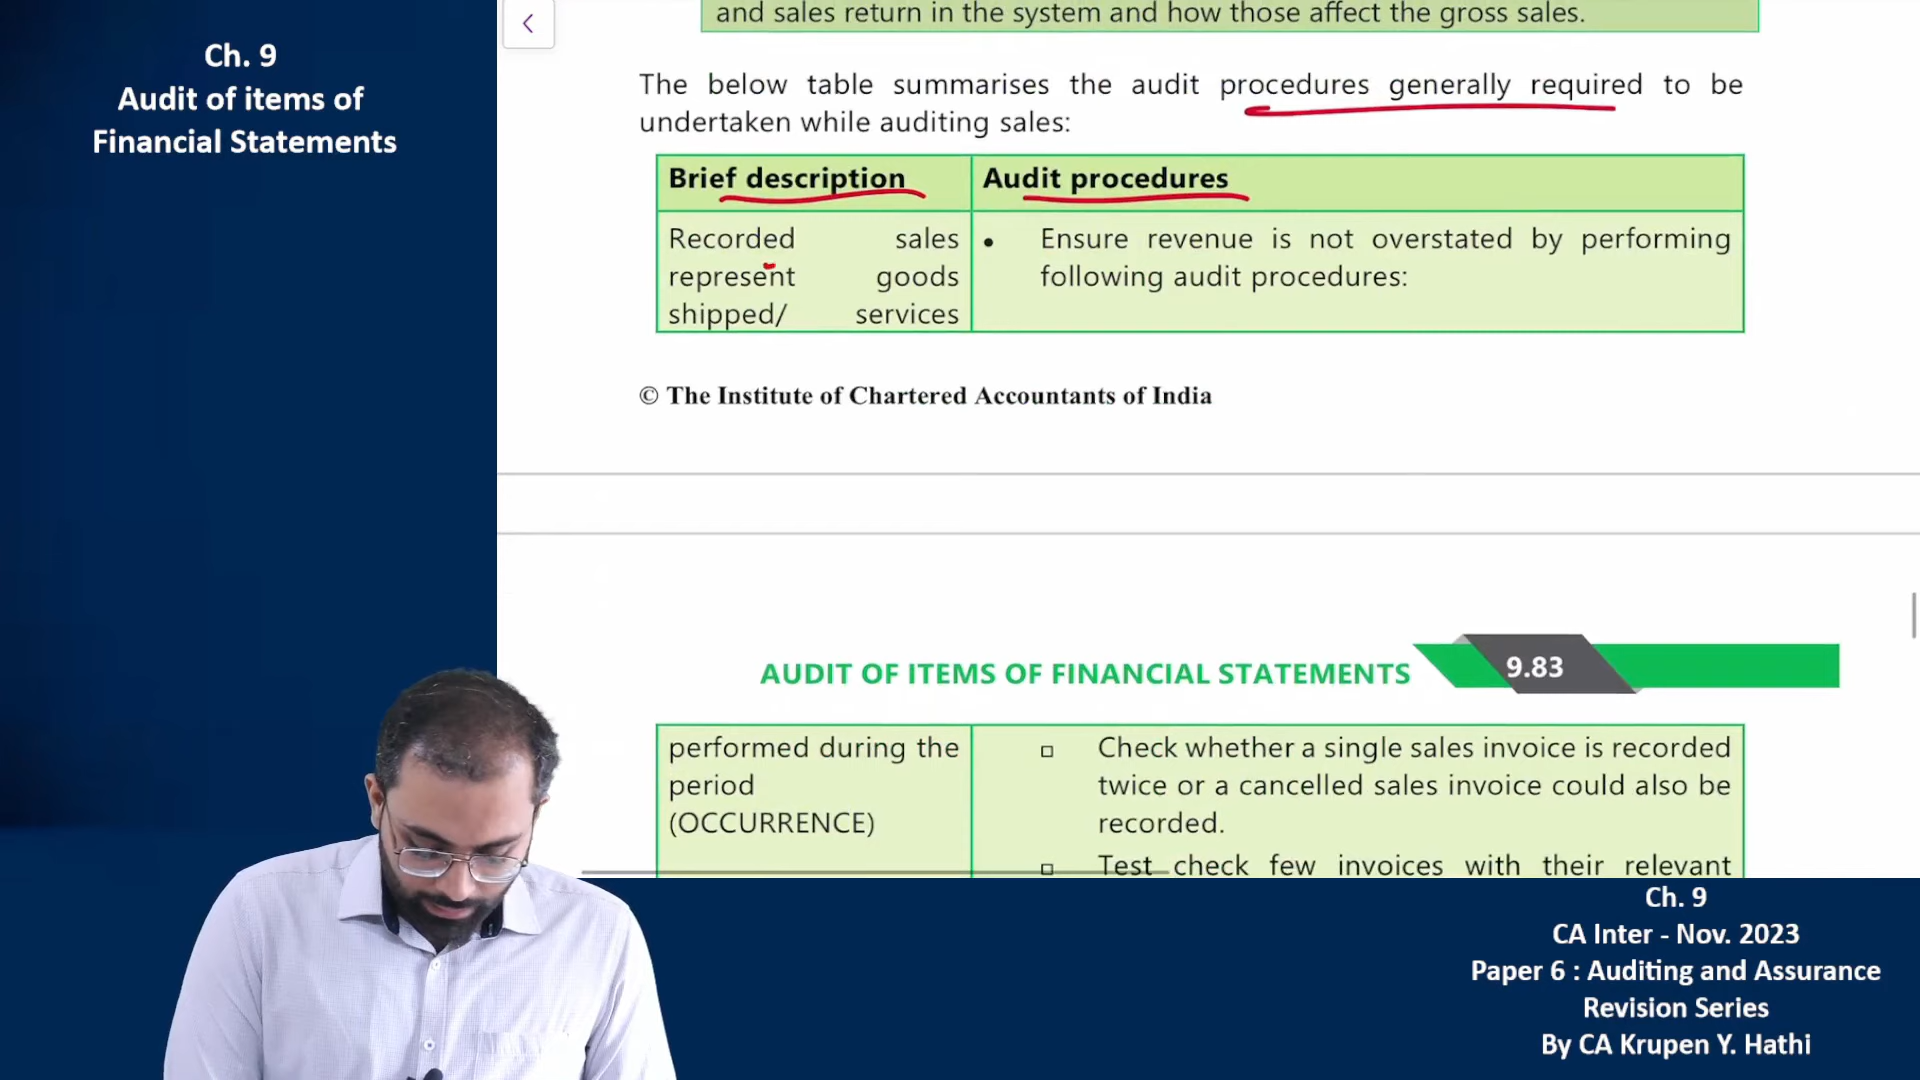 Ch. 9
Audit of items of
Financial Statements
and sales return in the system and how those affect the gross sales.
The below table summarises the audit procedures generally required to be
undertaken while auditing sales:
Brief description
Audit procedures
Recorded sales
represent goods
shipped/ services
• Ensure revenue is not overstated by performing
following audit procedures:
© The Institute of Chartered Accountants of India
AUDIT OF ITEMS OF FINANCIAL STATEMENTS
9.83
performed during the
period
(OCCURRENCE)
Check whether a single sales invoice is recorded
twice or a cancelled sales invoice could also be
recorded.
Test check few invoices with their relevant
Ch. 9
CA Inter - Nov. 2023
Paper 6 : Auditing and Assurance
Revision Series
By CA Krupen Y. Hathi